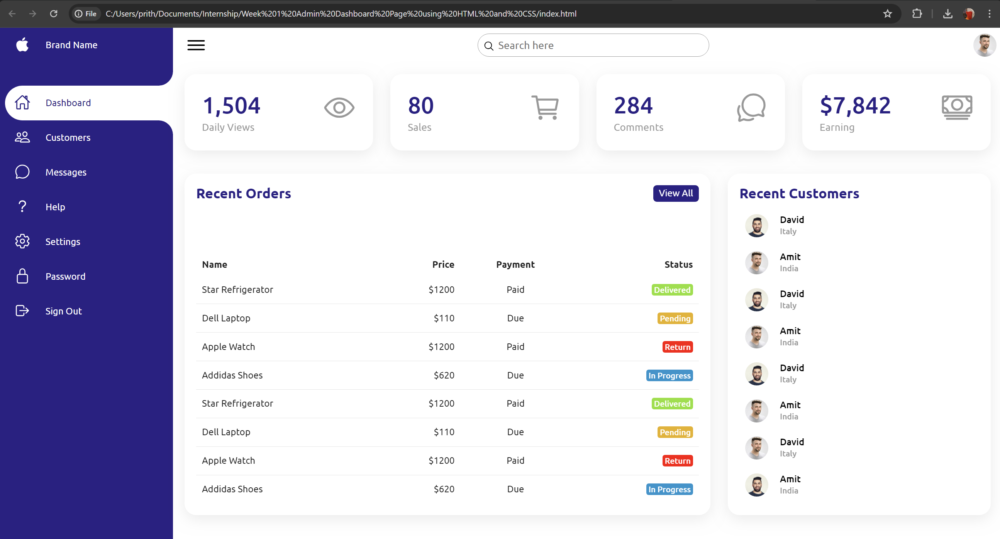 File C:/Users/prith/Documents/Internship/Week%201%20Admin%20Dashboard%20Page%20using%20HTML%20and%20CSS/index.html
Brand Name
Search here
Dashboard
Customers
Messages
Help
Settings
Password
Sign Out
1,504
Daily Views
80
Sales
284
Comments
$7,842
Earning
Recent Orders
View All
Name Price Payment Status
Star Refrigerator $1200 Paid Delivered
Dell Laptop $110 Due Pending
Apple Watch $1200 Paid Return
Addidas Shoes $620 Due In Progress
Star Refrigerator $1200 Paid Delivered
Dell Laptop $110 Due Pending
Apple Watch $1200 Paid Return
Addidas Shoes $620 Due In Progress
Recent Customers
David
Italy
Amit
India
David
Italy
Amit
India
David
Italy
Amit
India
David
Italy
Amit
India